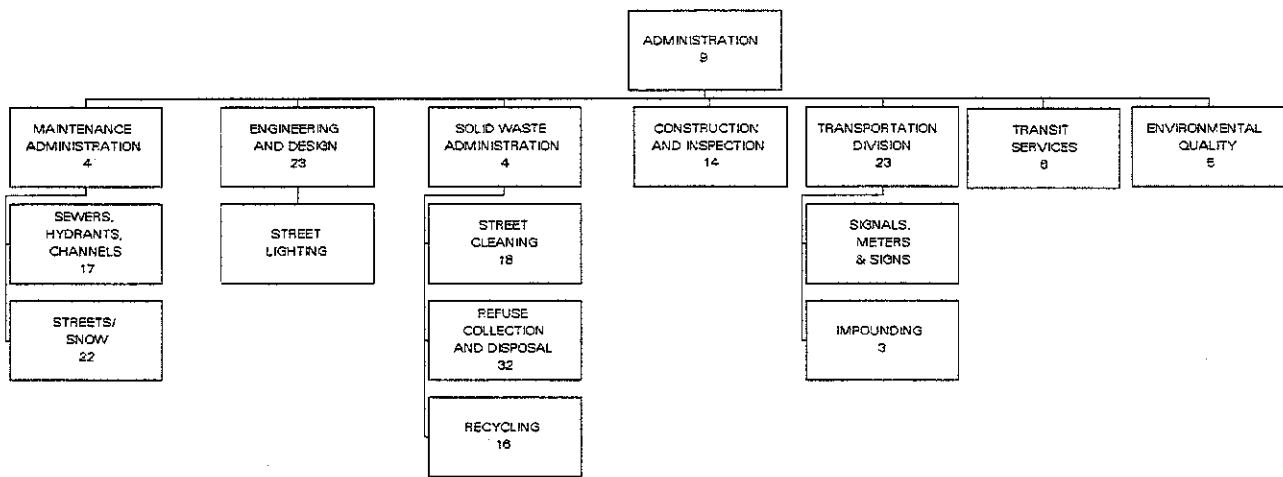 ADMINISTRATION
9
MAINTENANCE
ADMINISTRATION
4
ENGINEERING
AND DESIGN
23
SOLID WASTE
ADMINISTRATION
4
CONSTRUCTION
AND INSPECTION
14
TRANSPORTATION
DIVISION
23
TRANSIT
SERVICES
6
ENVIRONMENTAL
QUALITY
5
SEWERS,
HYDRANTS,
CHANNELS
17
STREET
LIGHTING
STREET
CLEANING
18
SIGNALS,
METERS
& SIGNS
STREETS/
SNOW
22
REFUSE
COLLECTION
AND DISPOSAL
32
IMPOUNDING
3
RECYCLING
16